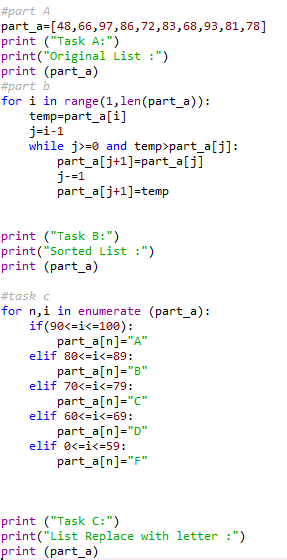 #part A
part_a=[48,66,97,86,72,83,68,93,81,78]
print ("Task A:")
print("Original List :")
print (part_a)
#part b
for i in range(1,len(part_a)):
    temp=part_a[i]
    j=i-1
    while j>=0 and temp>part_a[j]:
        part_a[j+1]=part_a[j]
        j-=1
        part_a[j+1]=temp
print ("Task B:")
print("Sorted List :")
print (part_a)
#task c
for n,i in enumerate (part_a):
    if(90<=i<=100):
        part_a[n]="A"
    elif 80<=i<=89:
        part_a[n]="B"
    elif 70<=i<=79:
        part_a[n]="C"
    elif 60<=i<=69:
        part_a[n]="D"
    elif 0<=i<=59:
        part_a[n]="F"
print ("Task C:")
print("List Replace with letter :")
print (part_a)